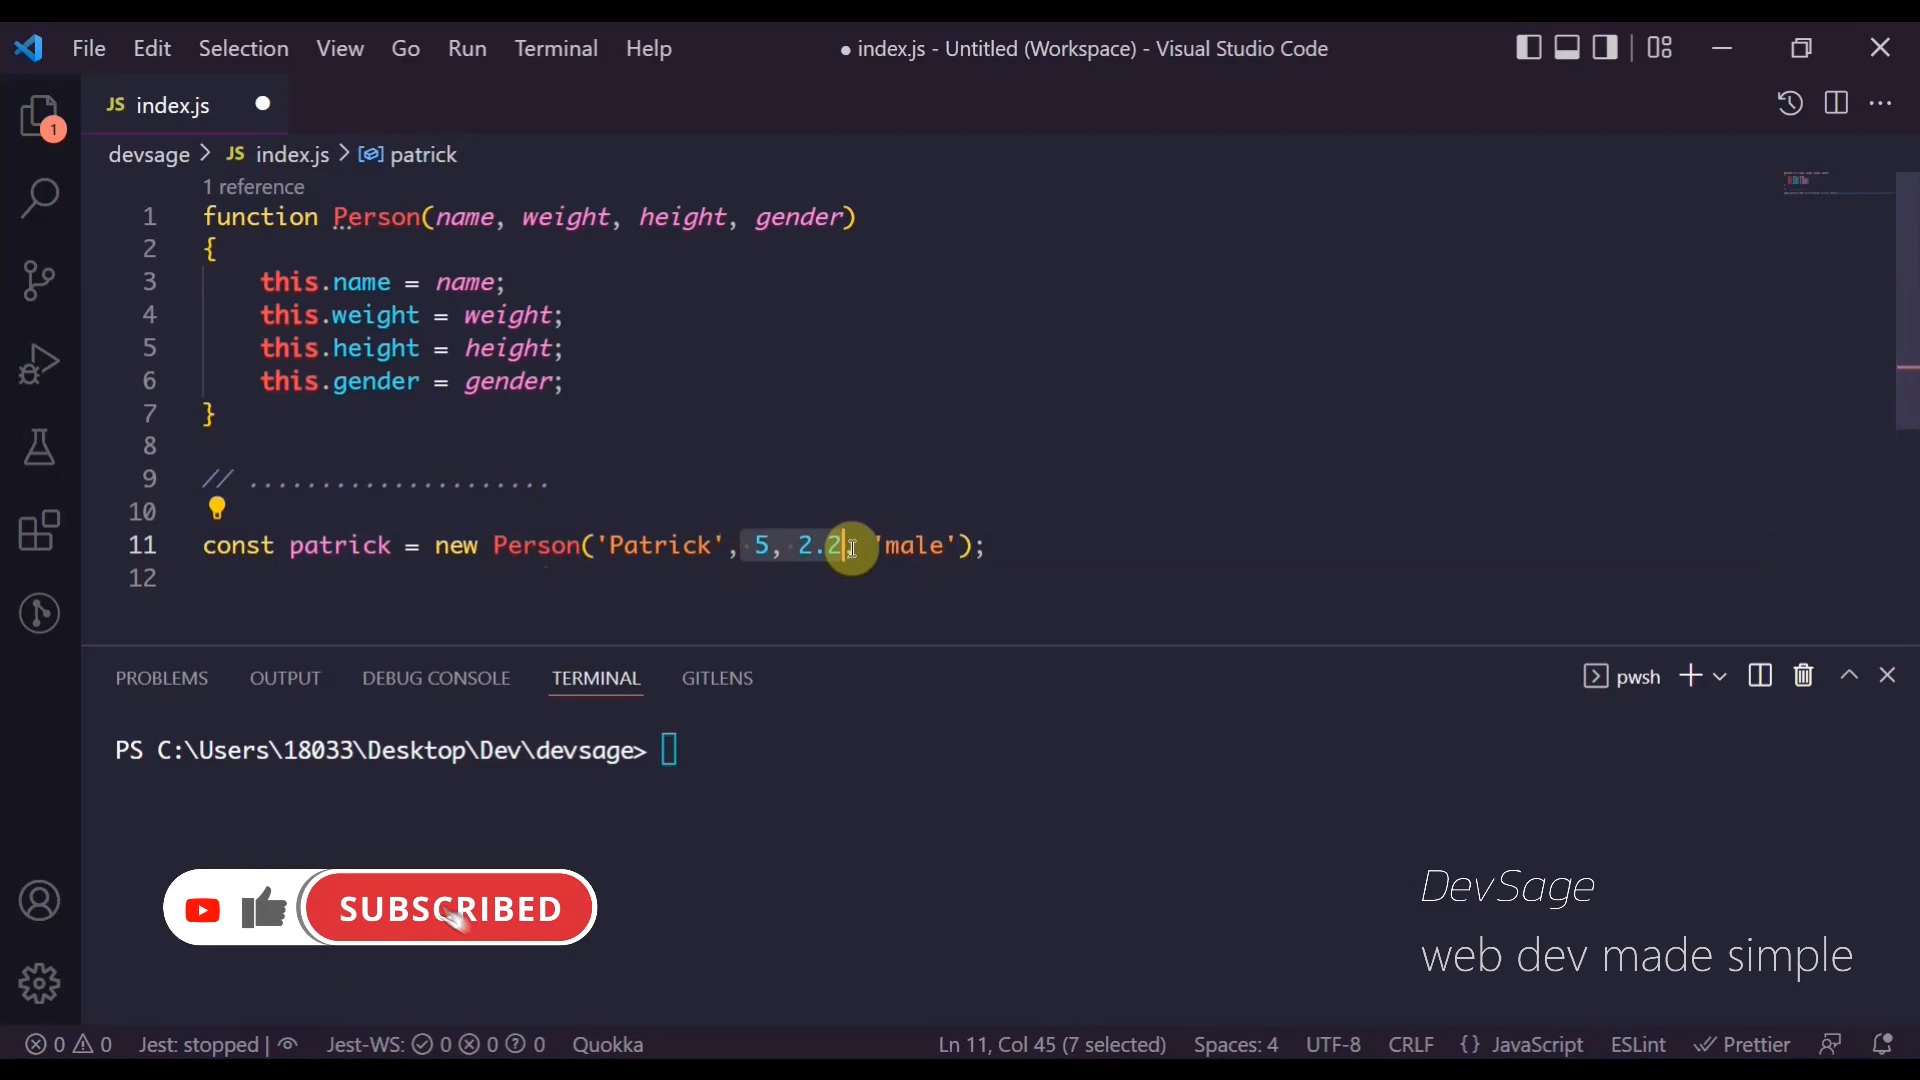 File Edit Selection View Go Run Terminal Help ● index.js - Untitled (Workspace) - Visual Studio Code
JS index.js
1
devsage > JS index.js > patrick
1 reference
1 function Person(name, weight, height, gender)
2 {
3 this.name = name;
4 this.weight = weight;
5 this.height = height;
6 this.gender = gender;
7 }
8
9 // .....................
10
11 const patrick = new Person('Patrick', 5, 2.2, 'male');
12
PROBLEMS OUTPUT DEBUG CONSOLE TERMINAL GITLENS pwsh
PS C:\Users\18033\Desktop\Dev\devsage>
SUBSCRIBED
DevSage
web dev made simple
0 0 Jest: stopped | Jest-WS: 0 0 0 Quokka Ln 11, Col 45 (7 selected) Spaces: 4 UTF-8 CRLF {} JavaScript ESLint Prettier